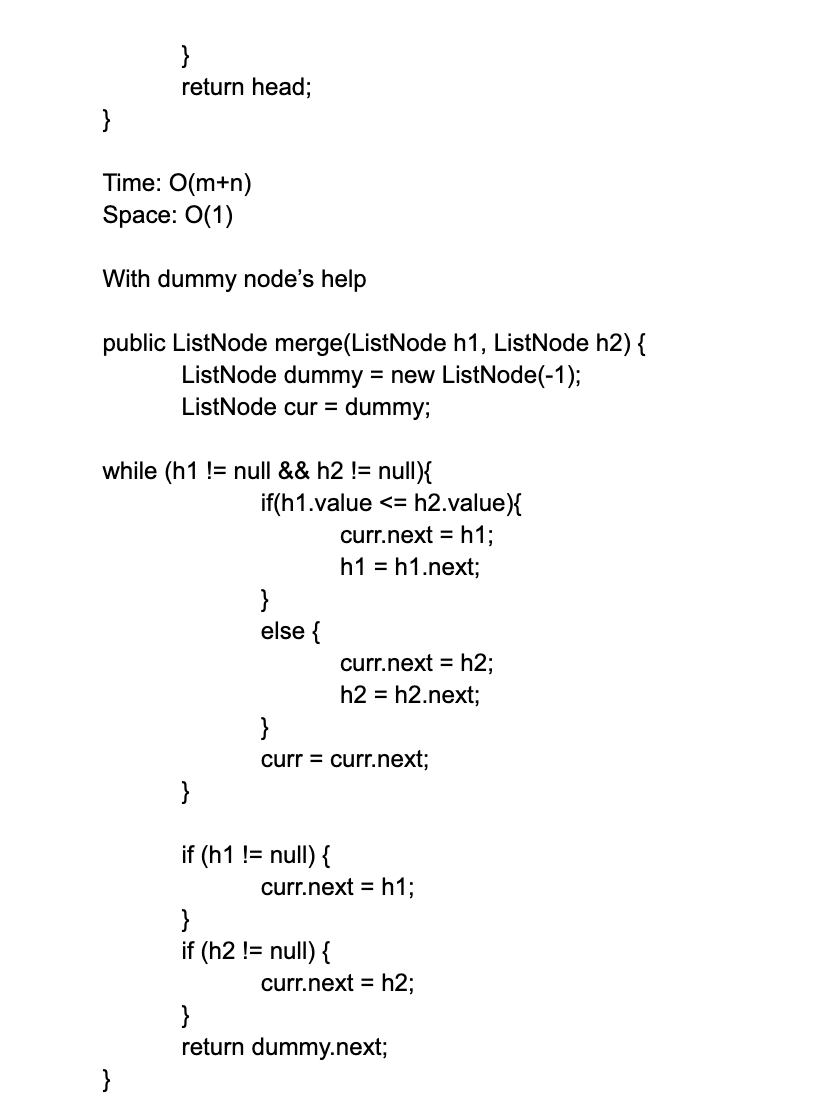 }
return head;
}
Time: O(m+n)
Space: O(1)
With dummy node’s help
public ListNode merge(ListNode h1, ListNode h2) {
ListNode dummy = new ListNode(-1);
ListNode cur = dummy;
while (h1 != null && h2 != null){
if(h1.value <= h2.value){
curr.next = h1;
h1 = h1.next;
}
else {
curr.next = h2;
h2 = h2.next;
}
curr = curr.next;
}
if (h1 != null) {
curr.next = h1;
}
if (h2 != null) {
curr.next = h2;
}
return dummy.next;
}